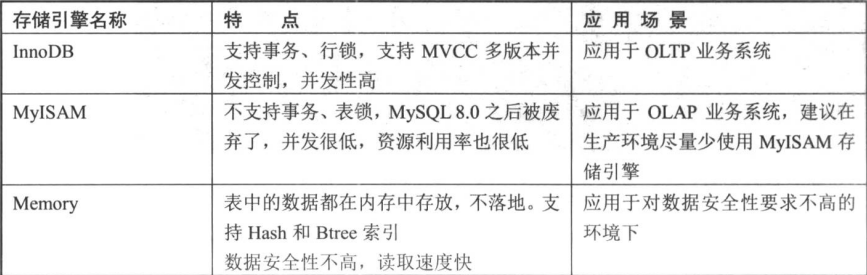 存储引擎名称 特 点 应 用 场 景
InnoDB 支持事务、行锁，支持 MVCC 多版本并 应用于 OLTP 业务系统
发控制，并发性高
MyISAM 不支持事务、表锁，MySQL 8.0 之后被废 应用于 OLAP 业务系统，建议在
弃了，并发很低，资源利用率也很低 生产环境尽量少使用 MyISAM 存
储引擎
Memory 表中的数据都在内存中存放，不落地。支 应用于对数据安全性要求不高的
持 Hash 和 Btree 索引 环境下
数据安全性不高，读取速度快